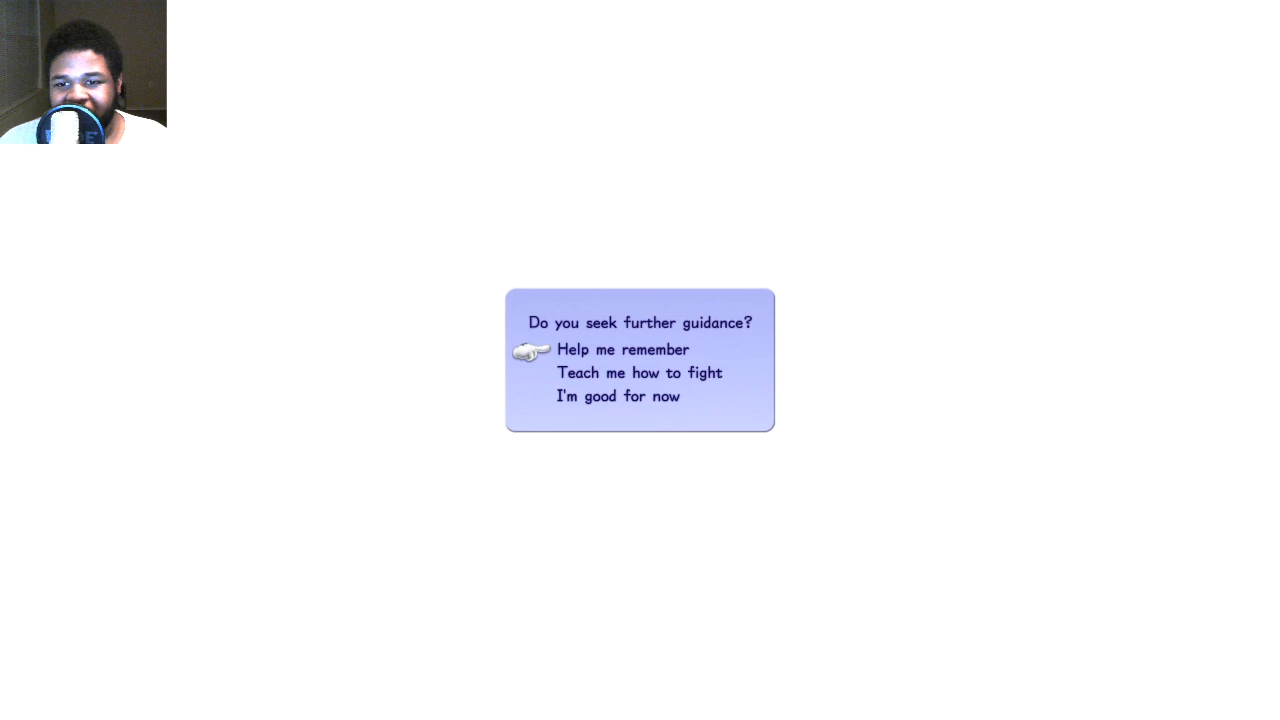 Do you seek further guidance?
Help me remember
Teach me how to fight
I'm good for now